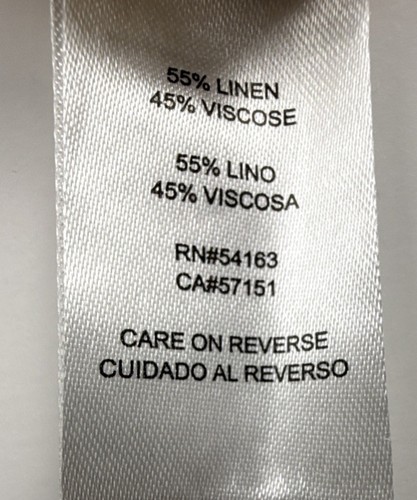 55% LINEN
45% VISCOSE
55% LINO
45% VISCOSA
RN#54163
CA#57151
CARE ON REVERSE
CUIDADO AL REVERSO